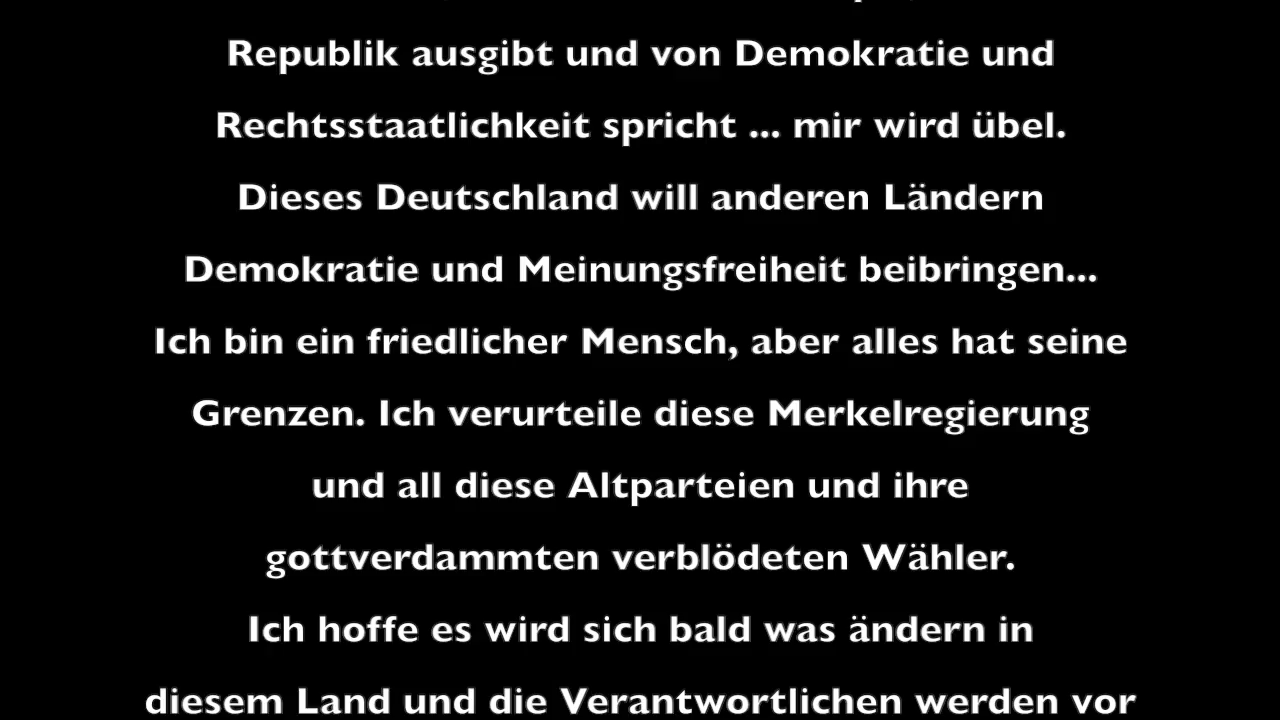 Republik ausgibt und von Demokratie und
Rechtsstaatlichkeit spricht ... mir wird übel.
Dieses Deutschland will anderen Ländern
Demokratie und Meinungsfreiheit beibringen...
Ich bin ein friedlicher Mensch, aber alles hat seine
Grenzen. Ich verurteile diese Merkelregierung
und all diese Altparteien und ihre
gottverdammten verblödeten Wähler.
Ich hoffe es wird sich bald was ändern in
diesem Land und die Verantwortlichen werden vor